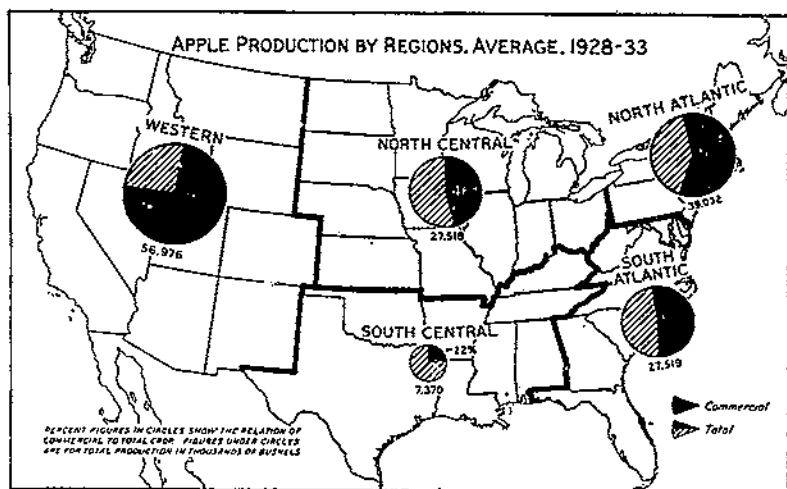 APPLE PRODUCTION BY REGIONS, AVERAGE, 1928-33
NORTH ATLANTIC
WESTERN
NORTH CENTRAL
46
56,976
27,518
39,032
SOUTH
ATLANTIC
SOUTH CENTRAL
22%
7,370
27,519
Commercial
Total
PERCENT FIGURES IN CIRCLES SHOW THE RELATION OF
COMMERCIAL TO TOTAL CROP. FIGURES UNDER CIRCLES
ARE FOR TOTAL PRODUCTION IN THOUSANDS OF BUSHELS